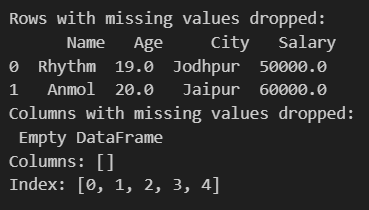 Rows with missing values dropped:
Name Age City Salary
0 Rhythm 19.0 Jodhpur 50000.0
1 Anmol 20.0 Jaipur 60000.0
Columns with missing values dropped:
Empty DataFrame
Columns: []
Index: [0, 1, 2, 3, 4]